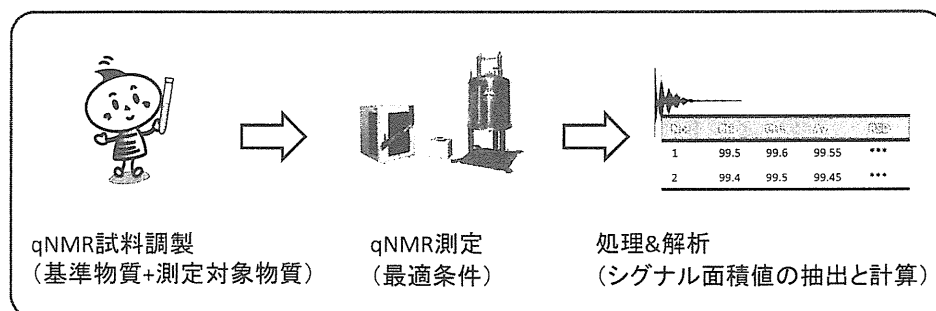 1 99.5 99.6 99.55 ***
2 99.4 99.5 99.45 ***
qNMR試料調製
（基準物質+測定対象物質）
qNMR測定
（最適条件）
処理&解析
（シグナル面積値の抽出と計算）